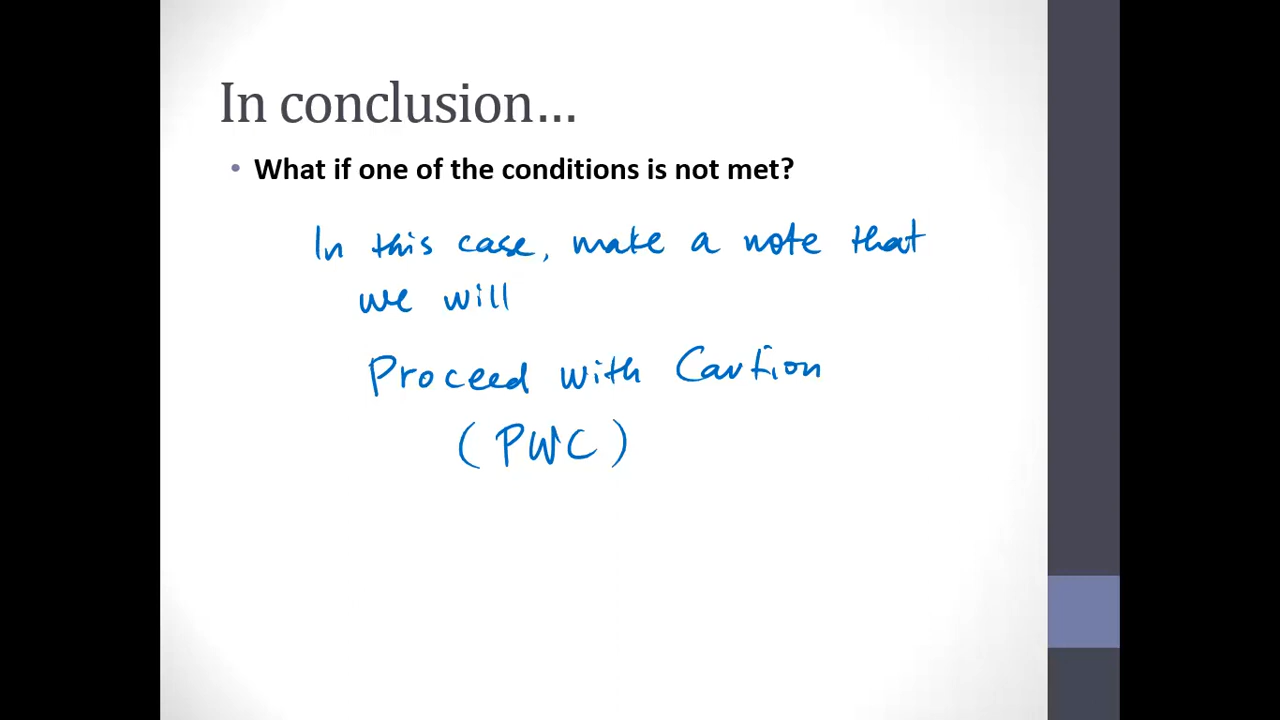 In conclusion…
• What if one of the conditions is not met?
In this case, make a note that
we will
Proceed with Caution
(PWC)